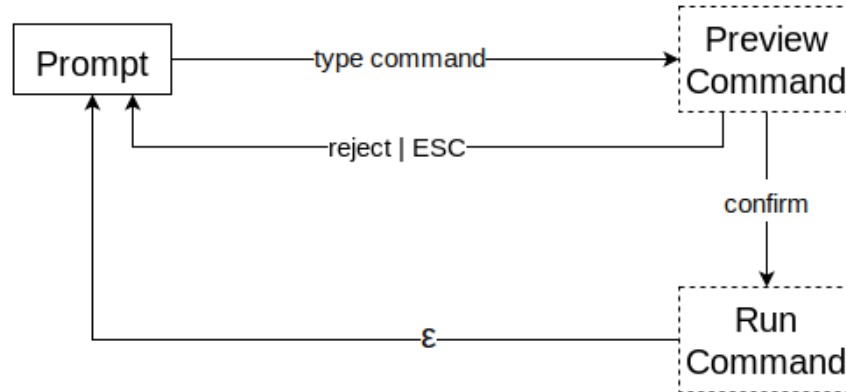 Prompt
type command
Preview
Command
reject | ESC
confirm
ε
Run
Command